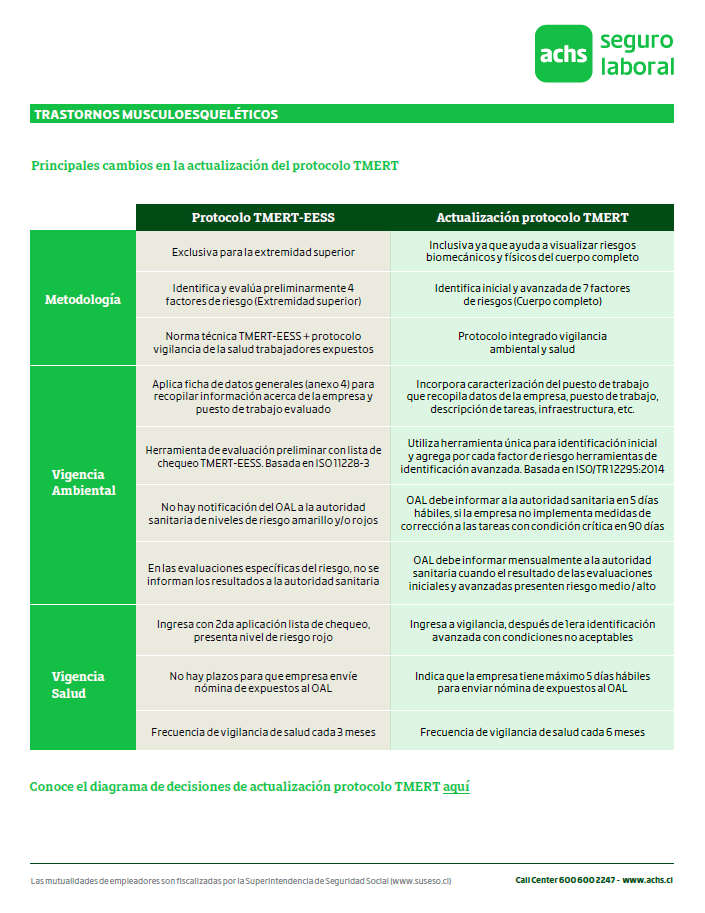 achs
seguro
laboral
TRASTORNOS MUSCULOESQUELÉTICOS
Principales cambios en la actualización del protocolo TMERT
Protocolo TMERT-EESS
Actualización protocolo TMERT
Metodología
Exclusiva para la extremidad superior
Inclusiva ya que ayuda a visualizar riesgos
biomecánicos y físicos del cuerpo completo
Identifica y evalúa preliminarmente 4
factores de riesgo (Extremidad superior)
Identifica inicial y avanzada de 7 factores
de riesgos (Cuerpo completo)
Norma técnica TMERT-EESS + protocolo
vigilancia de la salud trabajadores expuestos
Protocolo integrado vigilancia
ambiental y salud
Vigencia
Ambiental
Aplica ficha de datos generales (anexo 4) para
recopilar información acerca de la empresa y
puesto de trabajo evaluado
Incorpora caracterización del puesto de trabajo
que recopila datos de la empresa, puesto de trabajo,
descripción de tareas, infraestructura, etc.
Herramienta de evaluación preliminar con lista de
chequeo TMERT-EESS. Basada en ISO 11228-3
Utiliza herramienta única para identificación inicial
y agrega por cada factor de riesgo herramientas de
identificación avanzada. Basada en ISO/TR 12295:2014
No hay notificación del OAL a la autoridad
sanitaria de niveles de riesgo amarillo y/o rojos
OAL debe informar a la autoridad sanitaria en 5 días
hábiles, si la empresa no implementa medidas de
corrección a las tareas con condición crítica en 90 días
En las evaluaciones específicas del riesgo, no se
informan los resultados a la autoridad sanitaria
OAL debe informar mensualmente a la autoridad
sanitaria cuando el resultado de las evaluaciones
iniciales y avanzadas presenten riesgo medio / alto
Vigencia
Salud
Ingresa con 2da aplicación lista de chequeo,
presenta nivel de riesgo rojo
Ingresa a vigilancia, después de 1era identificación
avanzada con condiciones no aceptables
No hay plazos para que empresa envíe
nómina de expuestos al OAL
Indica que la empresa tiene máximo 5 días hábiles
para enviar nómina de expuestos al OAL
Frecuencia de vigilancia de salud cada 3 meses
Frecuencia de vigilancia de salud cada 6 meses
Conoce el diagrama de decisiones de actualización protocolo TMERT aquí
Las mutualidades de empleadores son fiscalizadas por la Superintendencia de Seguridad Social (www.suseso.cl)
Call Center 600 600 2247 - www.achs.cl